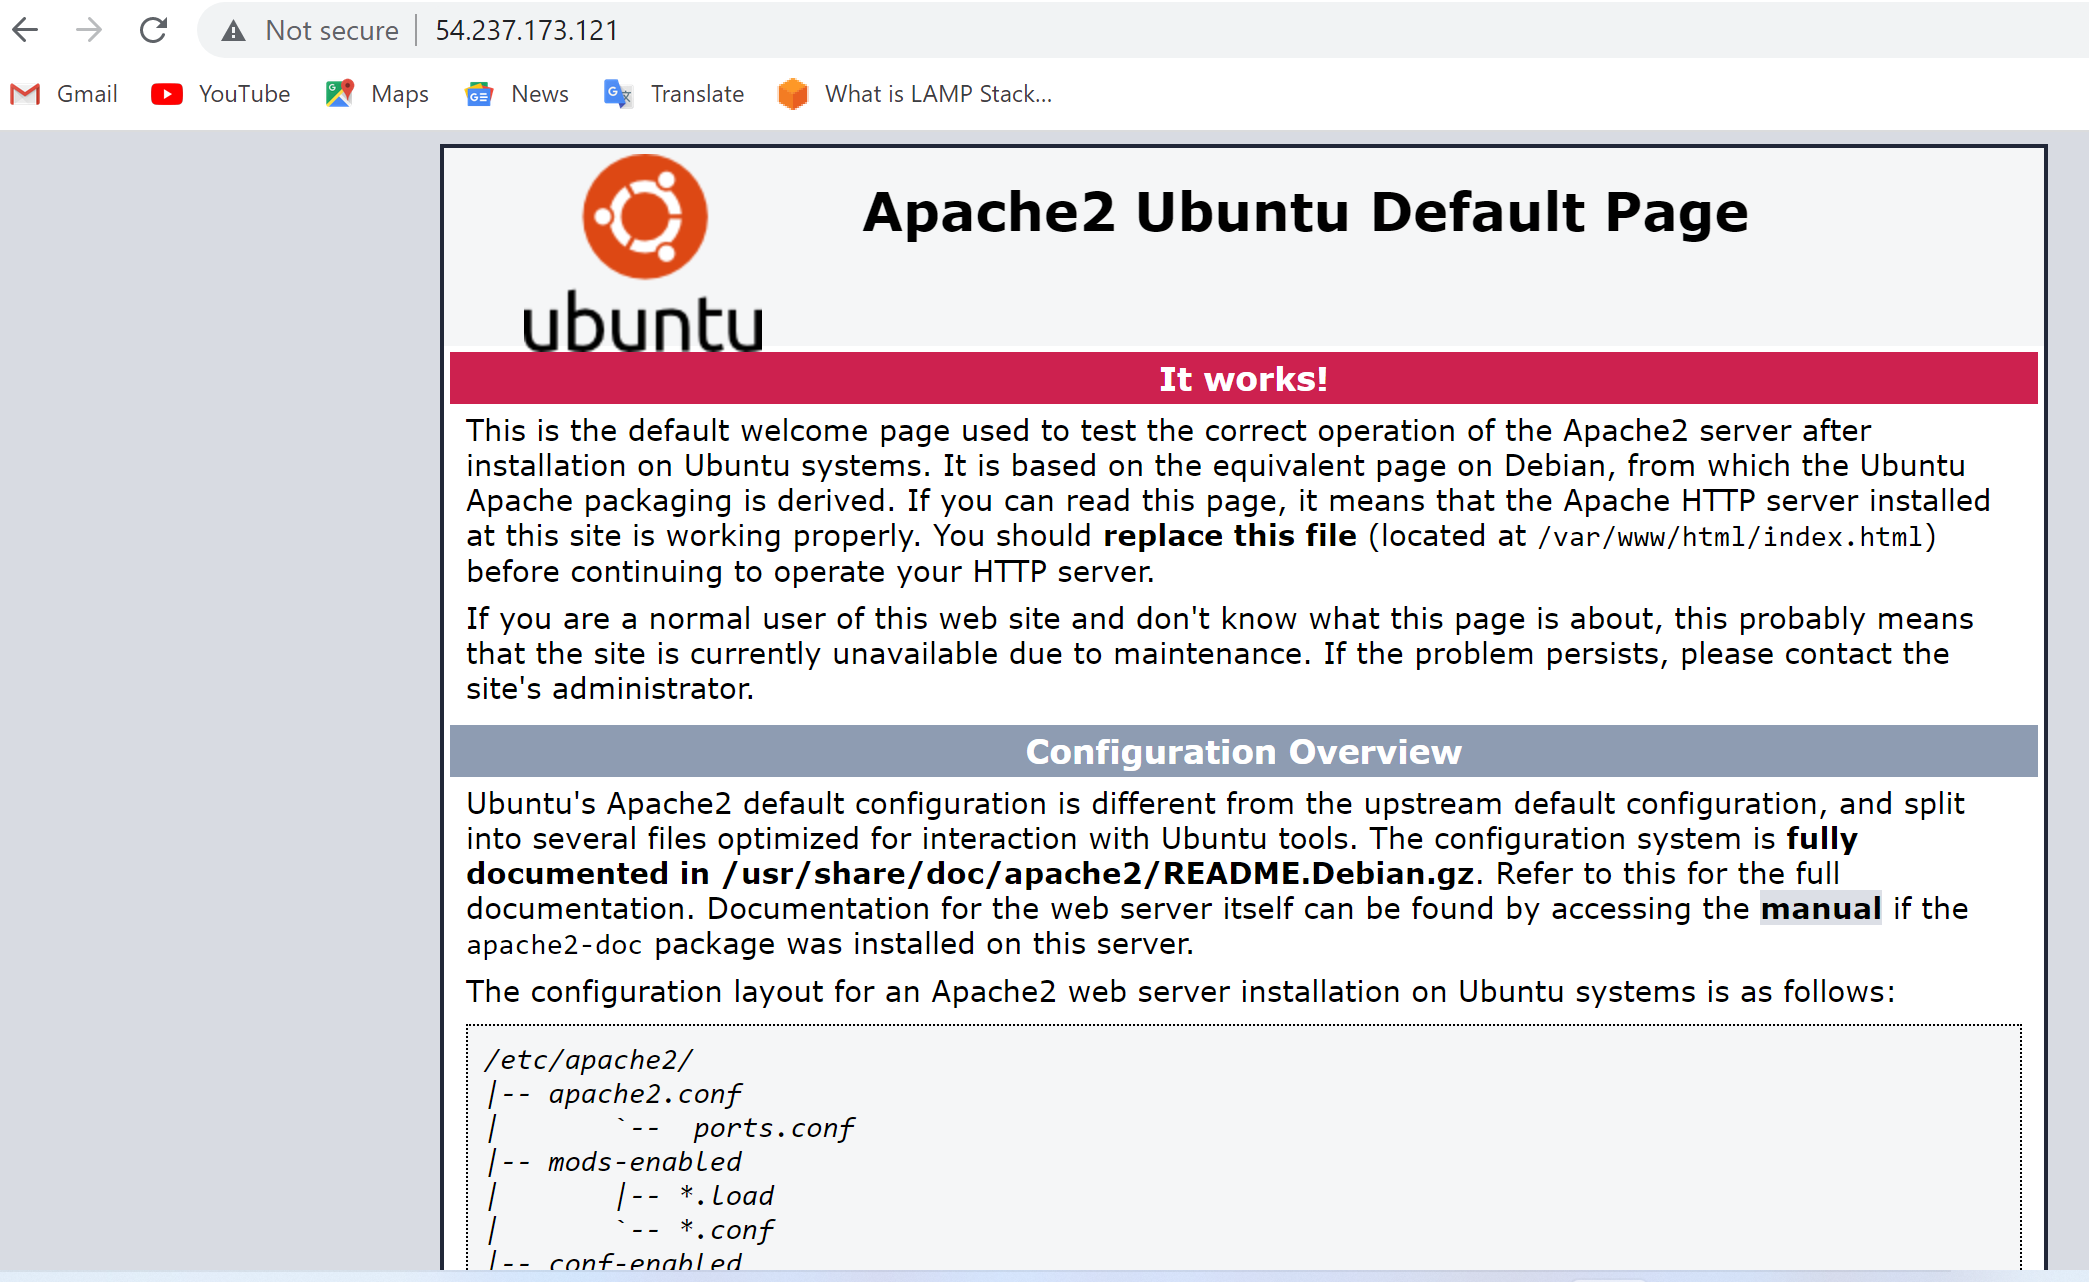 Not secure 54.237.173.121
Gmail YouTube Maps News Translate What is LAMP Stack...
ubuntu
Apache2 Ubuntu Default Page
It works!
This is the default welcome page used to test the correct operation of the Apache2 server after
installation on Ubuntu systems. It is based on the equivalent page on Debian, from which the Ubuntu
Apache packaging is derived. If you can read this page, it means that the Apache HTTP server installed
at this site is working properly. You should replace this file (located at /var/www/html/index.html)
before continuing to operate your HTTP server.
If you are a normal user of this web site and don't know what this page is about, this probably means
that the site is currently unavailable due to maintenance. If the problem persists, please contact the
site's administrator.
Configuration Overview
Ubuntu's Apache2 default configuration is different from the upstream default configuration, and split
into several files optimized for interaction with Ubuntu tools. The configuration system is fully
documented in /usr/share/doc/apache2/README.Debian.gz. Refer to this for the full
documentation. Documentation for the web server itself can be found by accessing the manual if the
apache2-doc package was installed on this server.
The configuration layout for an Apache2 web server installation on Ubuntu systems is as follows:
/etc/apache2/
|-- apache2.conf
|       `--  ports.conf
|-- mods-enabled
|       |-- *.load
|       `-- *.conf
|-- conf-enabled